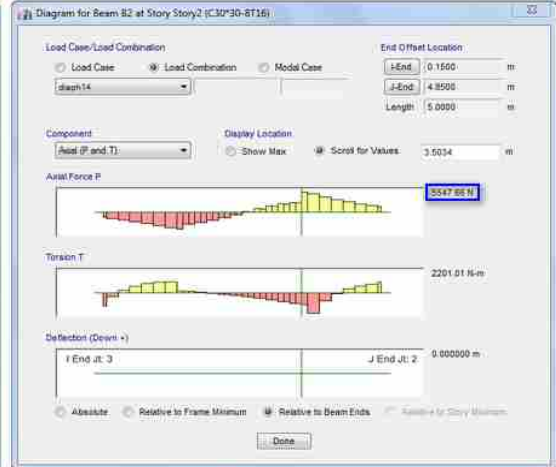 Diagram for Beam B2 at Story Story2 (C30*30-8T16)
Load Case/Load Combination
End Offset Location
Load Case
Load Combination
Modal Case
I-End 0.1500 m
diaph14
J-End 4.8500 m
Length 5.0000 m
Component
Display Location
Axial (P and T)
Show Max
Scroll for Values
3.5034 m
Axial Force P
5547.66 N
Torsion T
2201.01 N-m
Deflection (Down +)
I End Jt: 3
J End Jt: 2
0.000000 m
Absolute
Relative to Frame Minimum
Relative to Beam Ends
Relative to Story Minimum
Done